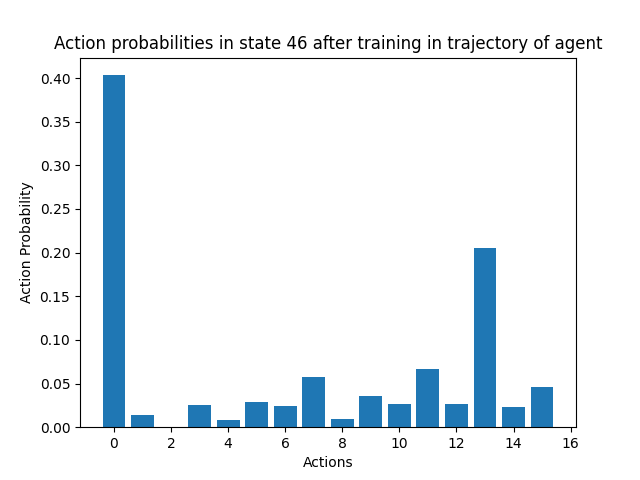 Action probabilities in state 46 after training in trajectory of agent
Action Probability
0.40
0.35
0.30
0.25
0.20
0.15
0.10
0.05
0.00
0 2 4 6 8 10 12 14 16
Actions